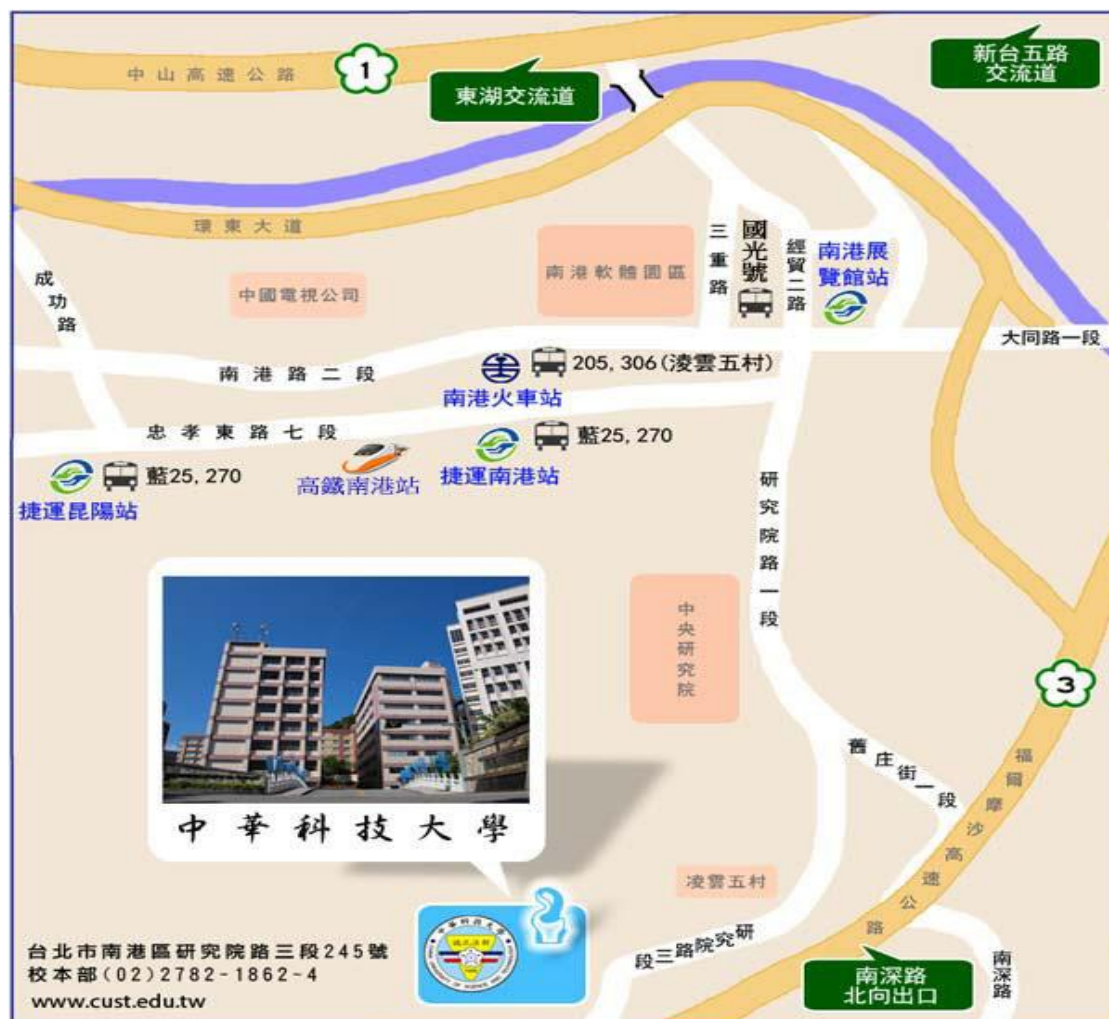 中山高速公路
1
東湖交流道
新台五路
交流道
環東大道
成功路
中國電視公司
南港軟體園區
三重路
國光號
經貿二路
南港展
覽館站
大同路一段
南港路二段
205, 306 (淩雲五村)
南港火車站
忠孝東路七段
藍25, 270
捷運南港站
高鐵南港站
藍25, 270
捷運昆陽站
研究院路一段
中央研究院
3
舊庄街一段
福爾摩沙高速公路
中華科技大學
凌雲五村
研究院路三段
南深路
南深路
北向出口
台北市南港區研究院路三段245號
校本部(02)2782-1862~4
www.cust.edu.tw
中華科技大學